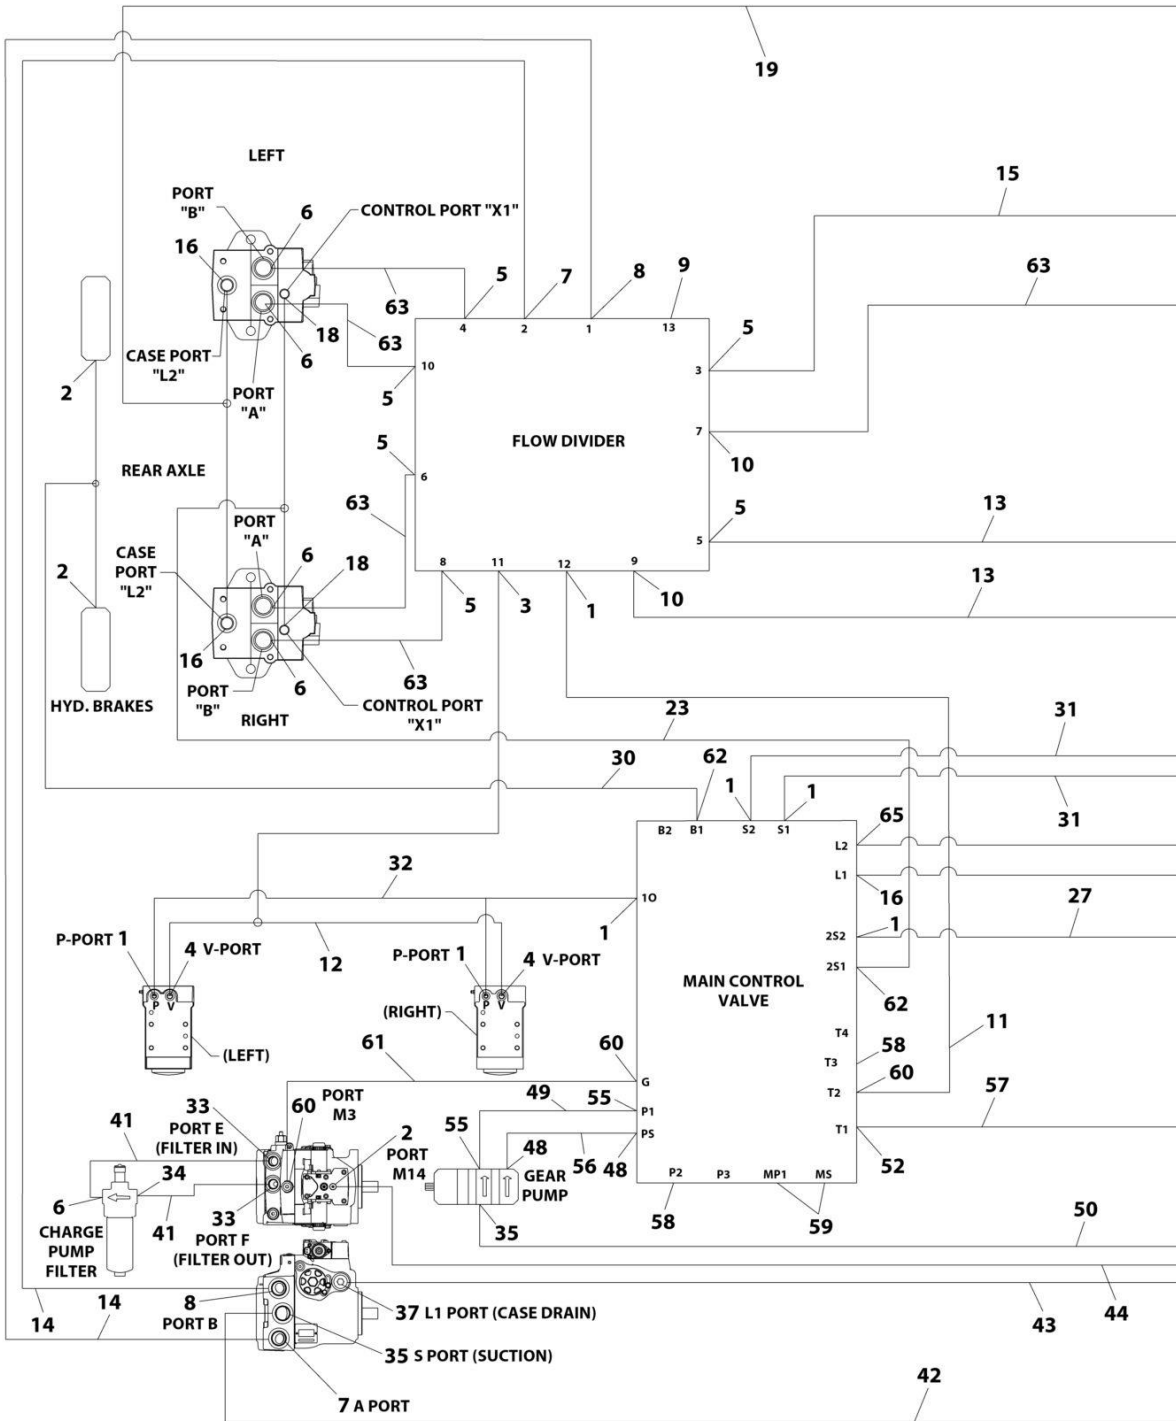 19
LEFT
15
PORT
"B"
6
CONTROL PORT "X1"
16
63
5
7
8
9
63
18
63
4
2
1
13
5
CASE PORT
"L2"
6
10
3
2
PORT
"A"
5
5
FLOW DIVIDER
7
10
REAR AXLE
6
63
5
13
PORT
"A"
5
CASE
PORT
"L2"
6
18
8
11
12
9
2
5
3
1
10
13
16
6
63
PORT
"B"
CONTROL PORT
"X1"
HYD. BRAKES
RIGHT
23
31
30
62
1
1
31
B2
B1
S2
S1
65
L2
32
L1
16
27
10
1
1
P-PORT 1
4 V-PORT
12
P-PORT 1
4 V-PORT
2S2
2S1
MAIN CONTROL
VALVE
62
P
V
P
V
(RIGHT)
(LEFT)
11
T4
61
60
T3
58
60
G
T2
57
33
60
PORT
M3
49
55
P1
T1
41
PORT E
(FILTER IN)
2
PORT
M14
55
48
56
PS
48
52
34
GEAR
PUMP
P2
P3
MP1
MS
6
41
33
35
58
59
50
CHARGE
PUMP
FILTER
PORT F
(FILTER OUT)
14
14
8
PORT B
37 L1 PORT (CASE DRAIN)
43
44
35 S PORT (SUCTION)
42
7 A PORT